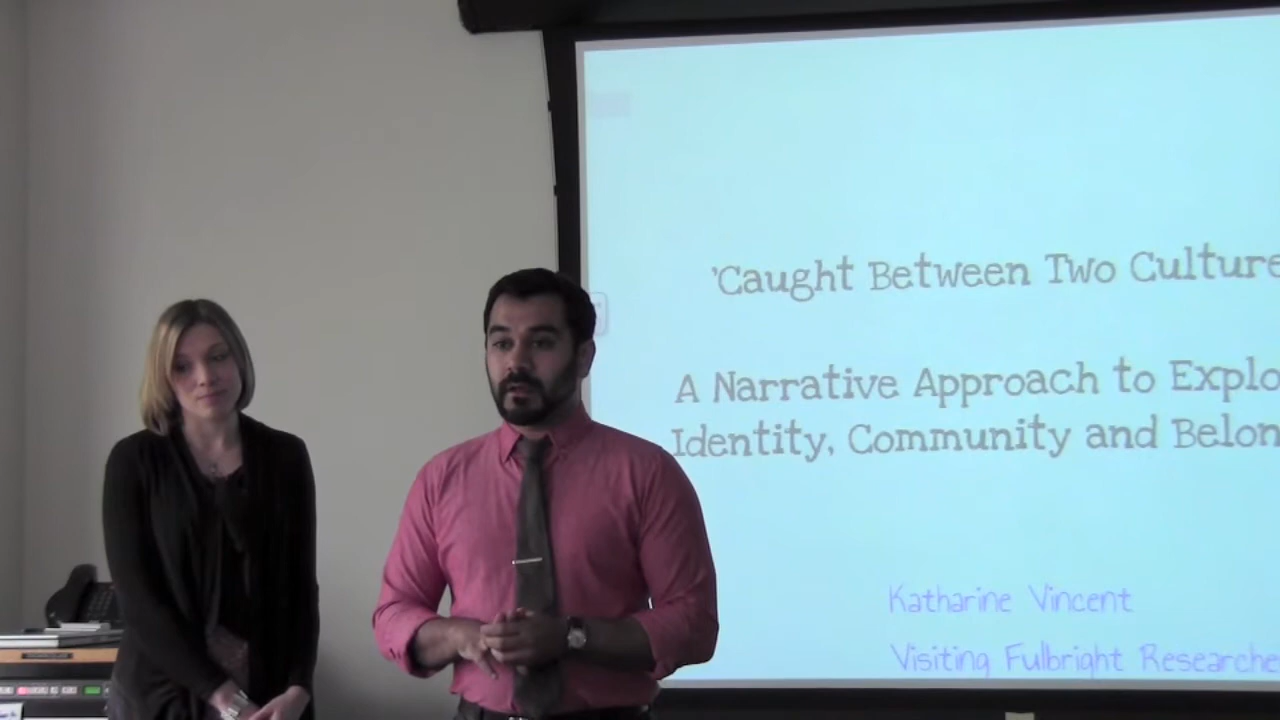 'Caught Between Two Culture
A Narrative Approach to Explo
Identity, Community and Belon
Katharine Vincent
Visiting Fulbright Researche